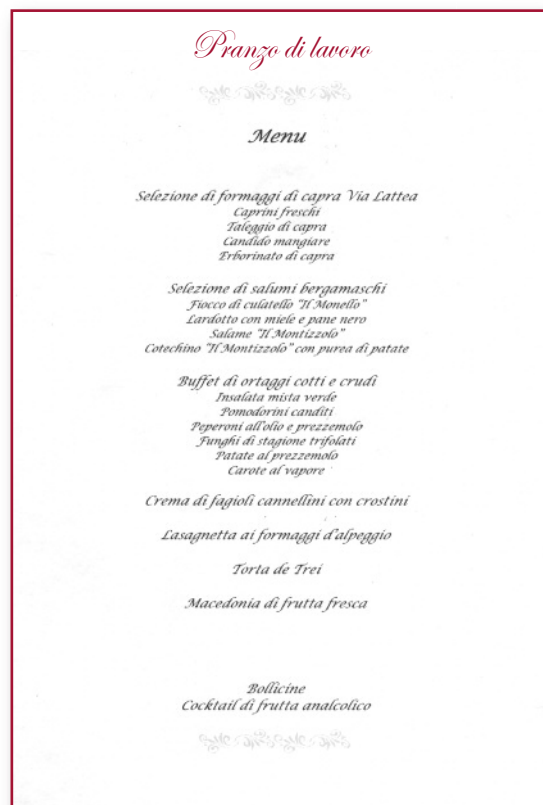 Pranzo di lavoro
Menu
Selezione di formaggi di capra Via Lattea
Caprini freschi
Taleggio di capra
Candido mangiare
Erborinato di capra
Selezione di salumi bergamaschi
Fiocco di culatello "Il Monello"
Lardotto con miele e pane nero
Salame "Il Montizzolo"
Cotechino "Il Montizzolo" con purea di patate
Buffet di ortaggi cotti e crudi
Insalata mista verde
Pomodorini canditi
Peperoni all'olio e prezzemolo
Funghi di stagione trifolati
Patate al prezzemolo
Carote al vapore
Crema di fagioli cannellini con crostini
Lasagnetta ai formaggi d'alpeggio
Torta de Trei
Macedonia di frutta fresca
Bollicine
Cocktail di frutta analcolico